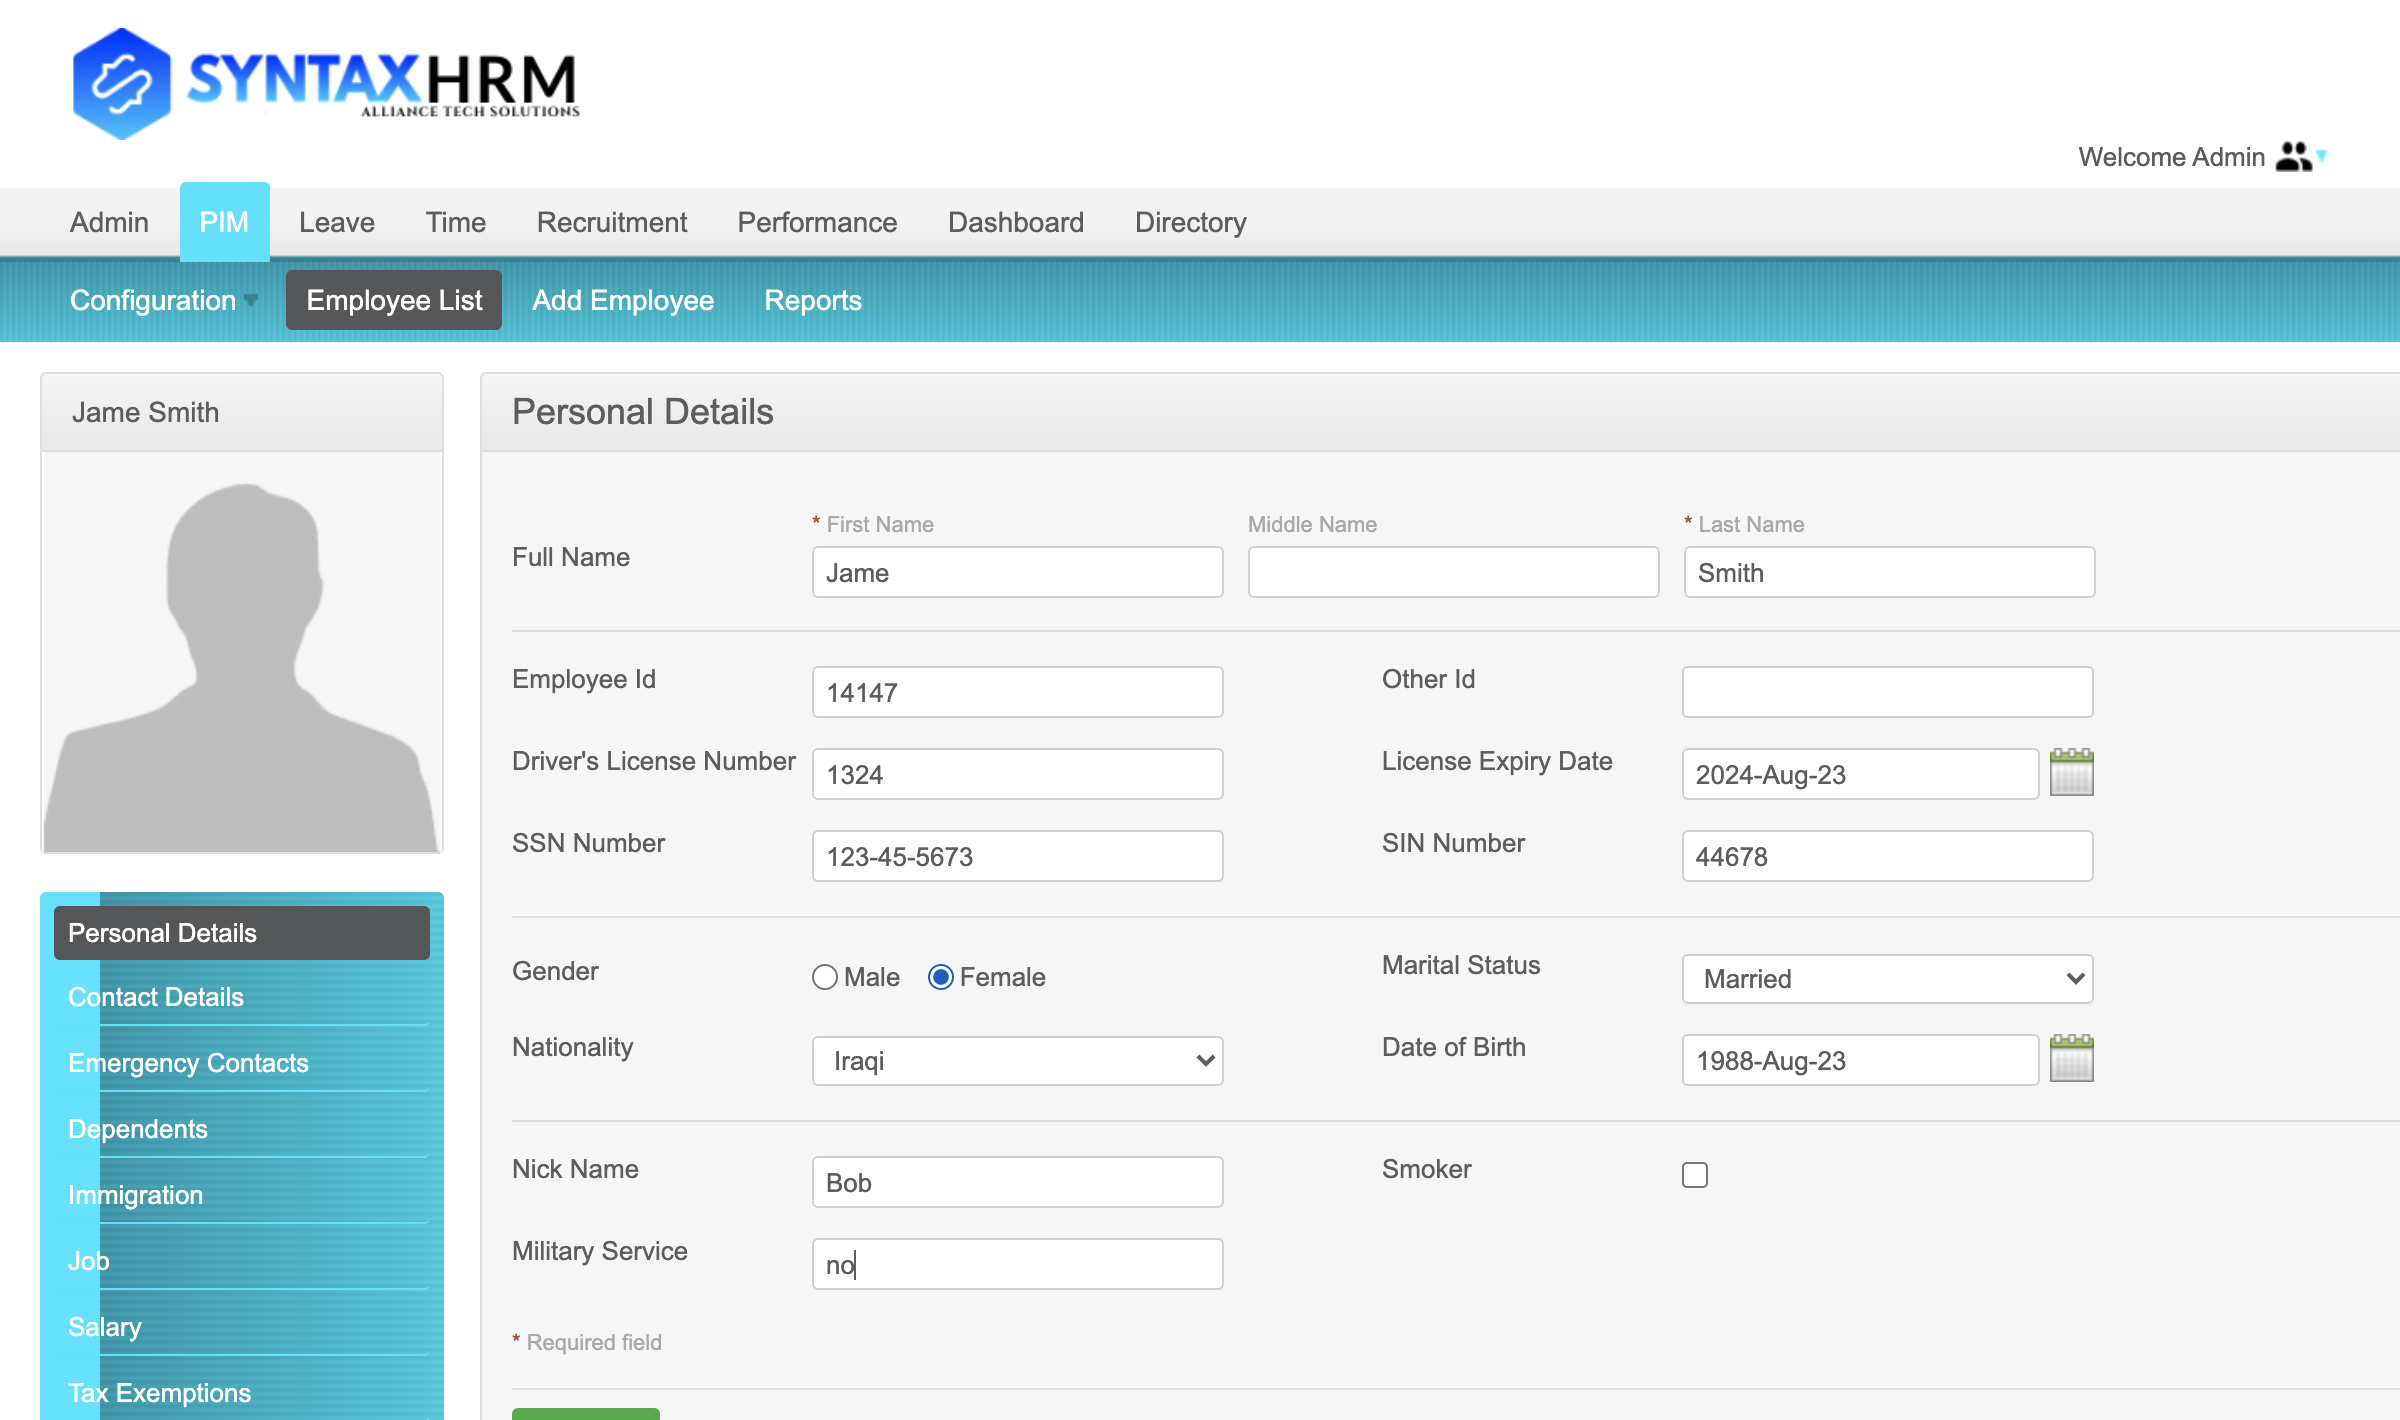 SYNTAXHRM
ALLIANCE TECH SOLUTIONS
Welcome Admin
Admin PIM Leave Time Recruitment Performance Dashboard Directory
Configuration Employee List Add Employee Reports
Jame Smith
Personal Details
Contact Details
Emergency Contacts
Dependents
Immigration
Job
Salary
Tax Exemptions
Personal Details
* First Name Middle Name * Last Name
Full Name Jame Smith
Employee Id 14147 Other Id
Driver's License Number 1324 License Expiry Date 2024-Aug-23
SSN Number 123-45-5673 SIN Number 44678
Gender Male Female Marital Status Married
Nationality Iraqi Date of Birth 1988-Aug-23
Nick Name Bob Smoker
Military Service no
* Required field